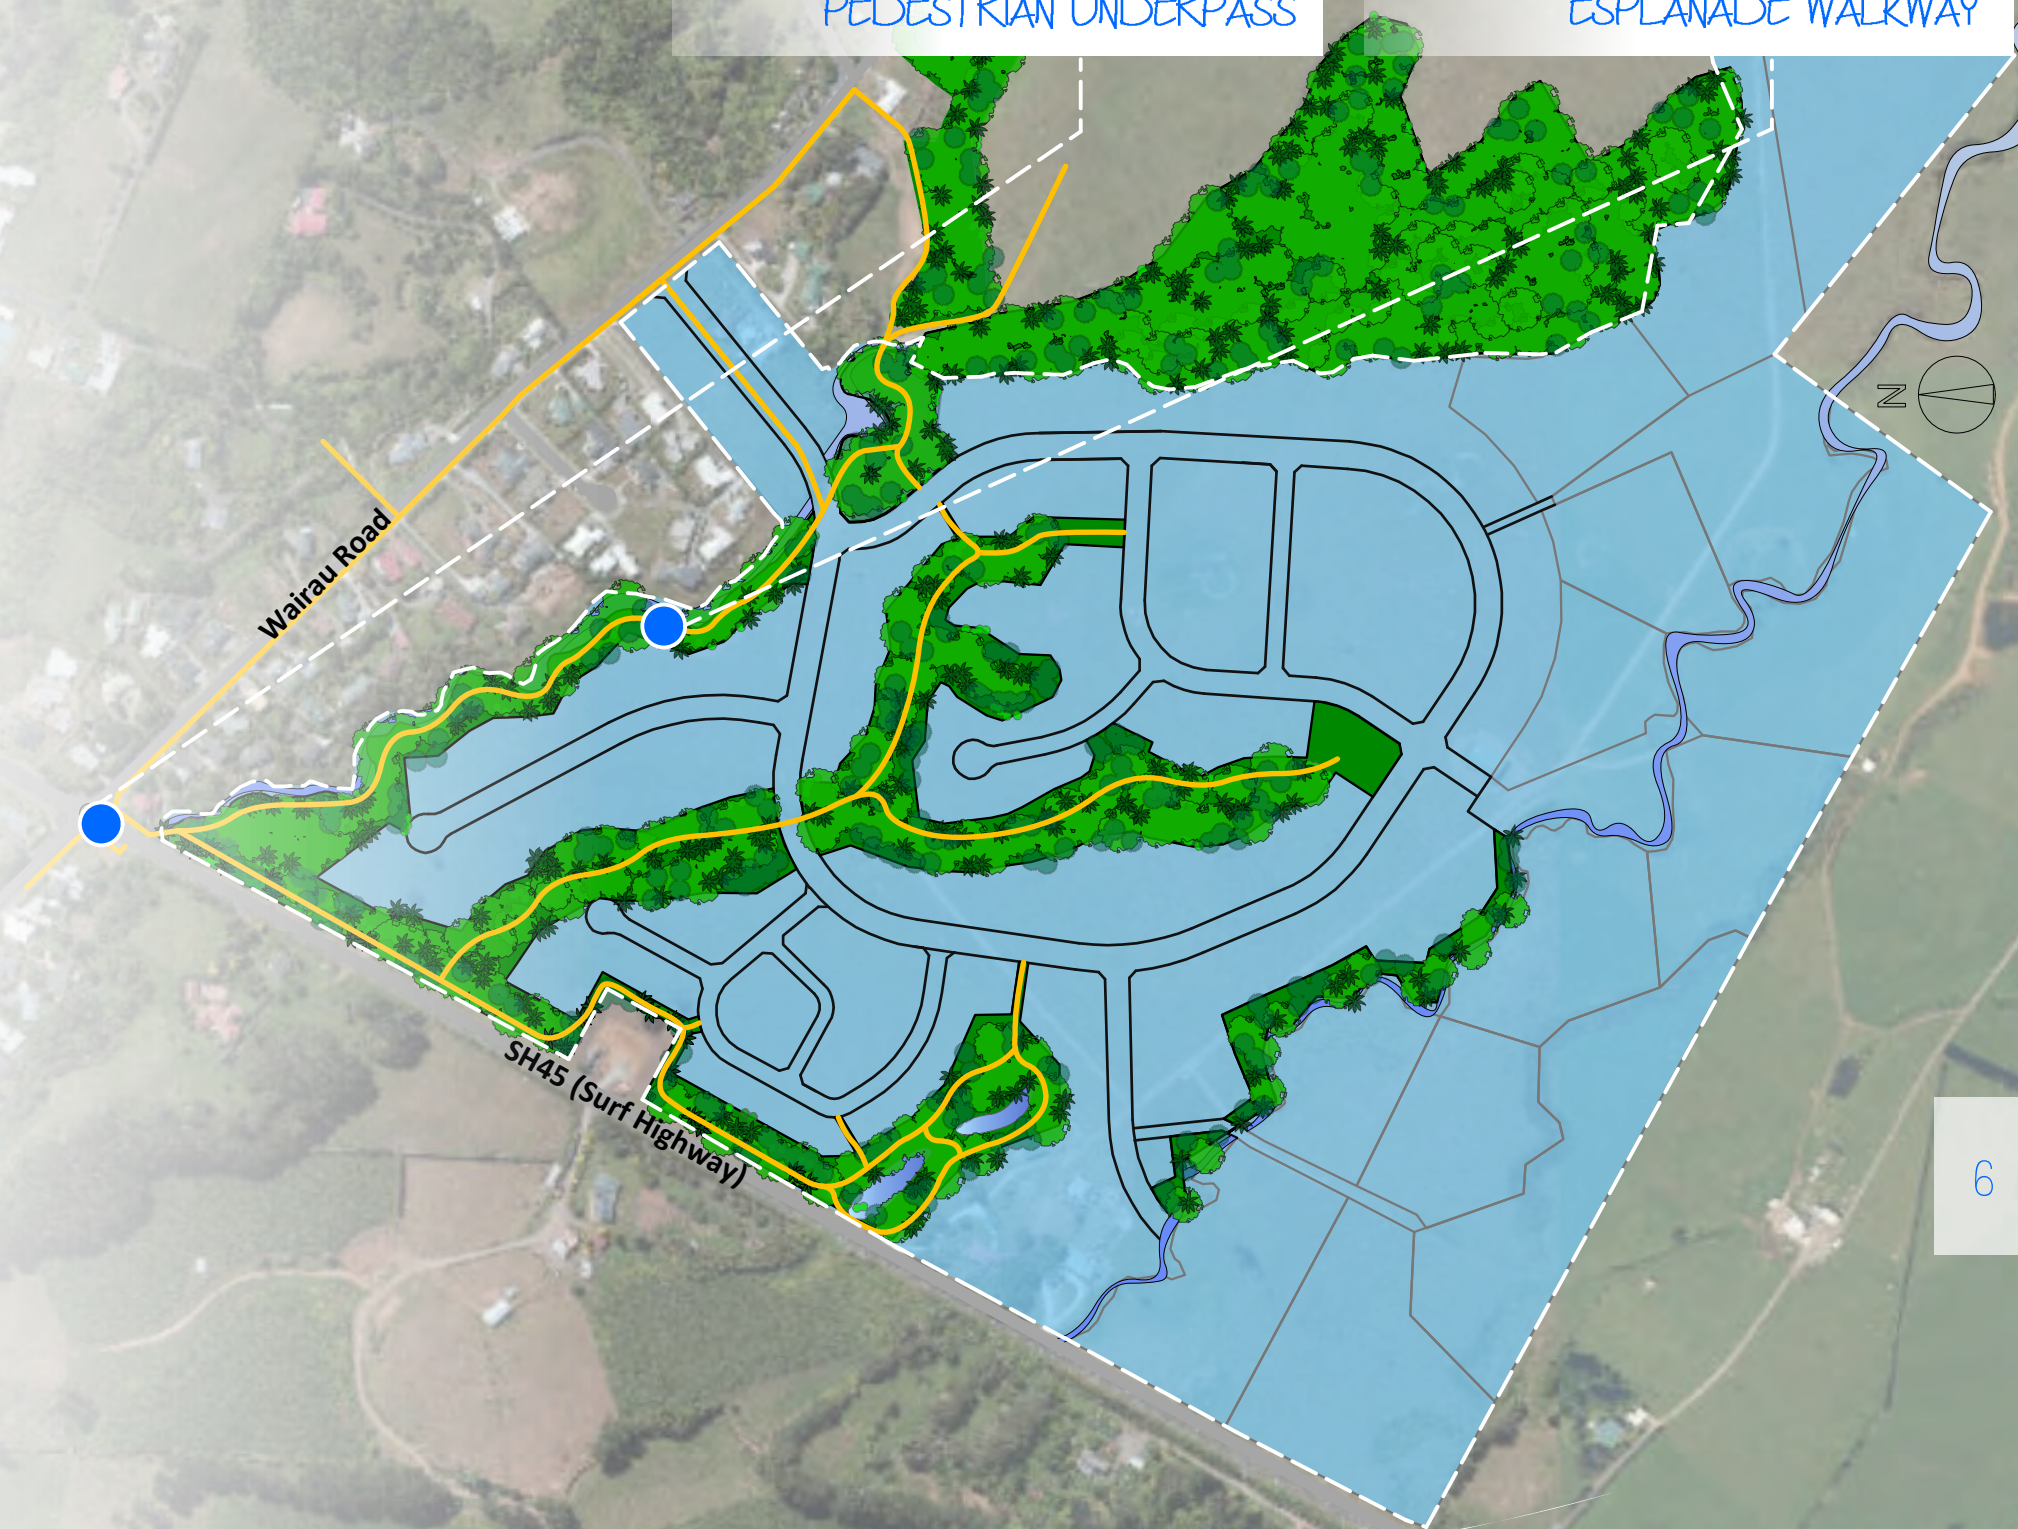 PEDESTRIAN UNDERPASS
ESPLANADE WALKWAY
N
Wairau Road
SH45 (Surf Highway)
6